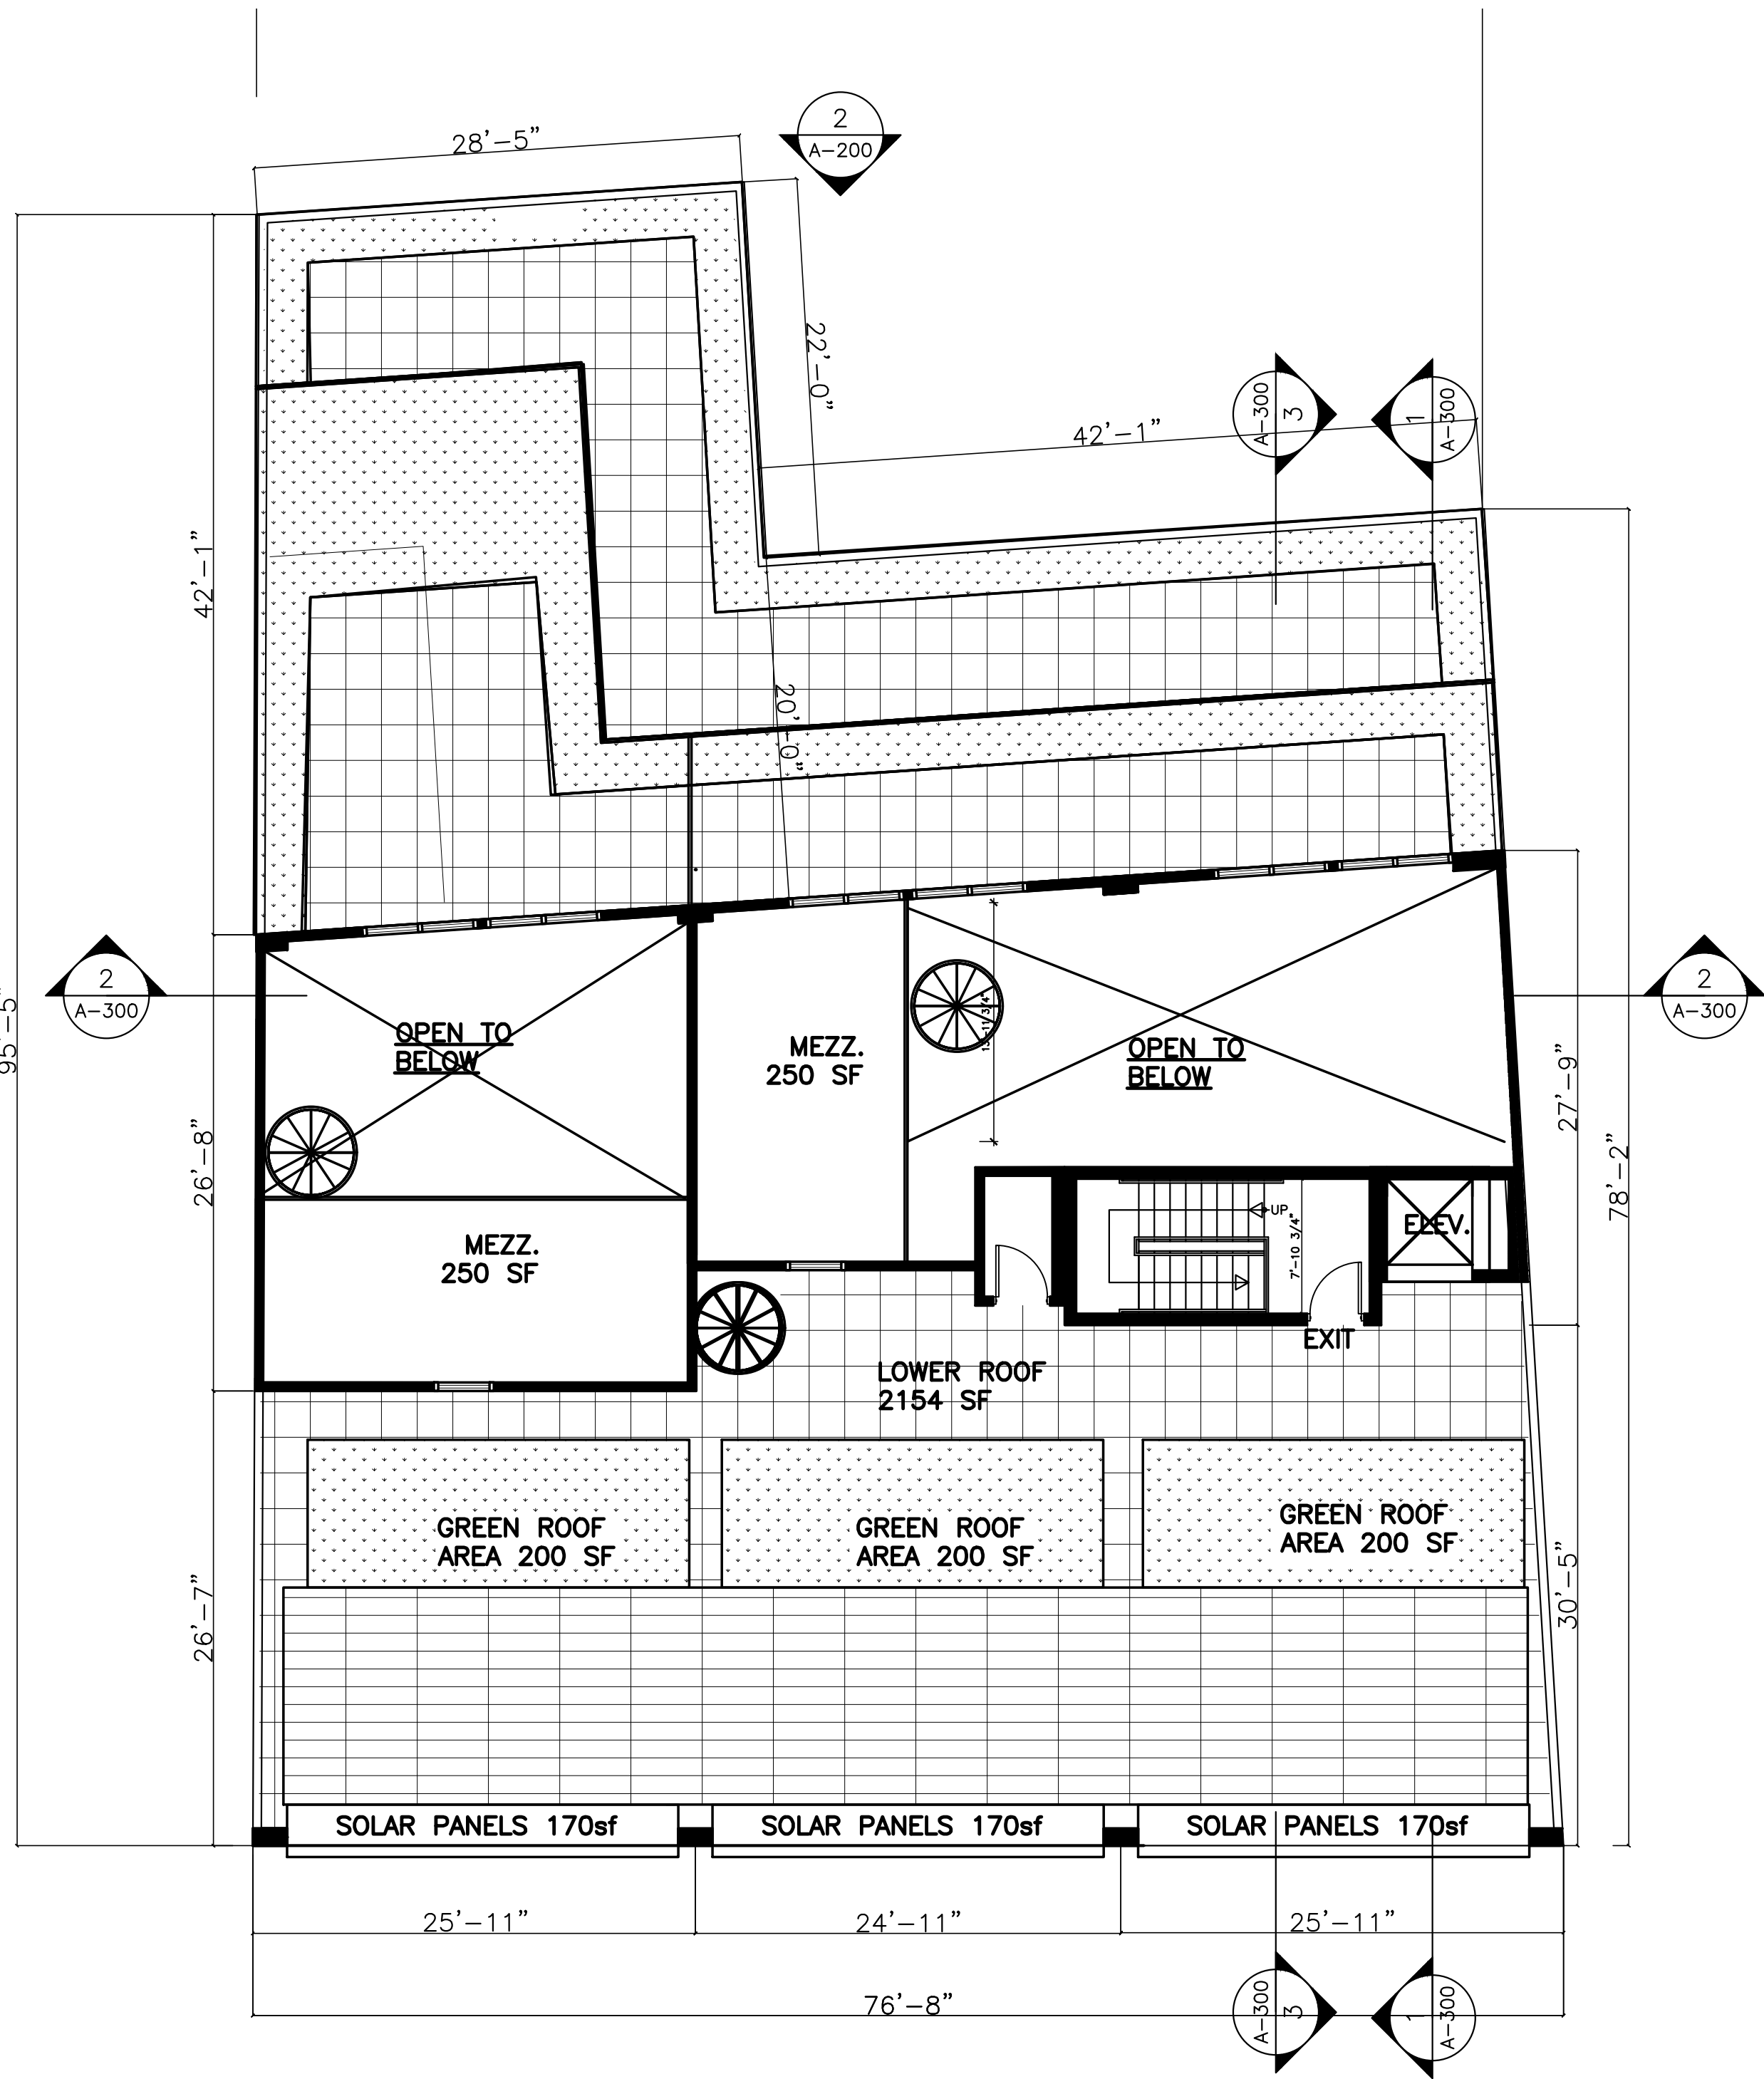 2
A-200
28'-5"
22'-0"
A-300
3
1
A-300
42'-1"
42'-1"
20'-0"
2
A-300
2
A-300
95'-5"
OPEN TO
BELOW
MEZZ.
250 SF
OPEN TO
BELOW
27'-9"
26'-8"
78'-2"
UP
7'-10 3/4"
ELEV.
MEZZ.
250 SF
EXIT
LOWER ROOF
2154 SF
GREEN ROOF
AREA 200 SF
GREEN ROOF
AREA 200 SF
GREEN ROOF
AREA 200 SF
26'-7"
30'-5"
SOLAR PANELS 170sf
SOLAR PANELS 170sf
SOLAR PANELS 170sf
25'-11"
24'-11"
25'-11"
76'-8"
A-300
3
1
A-300